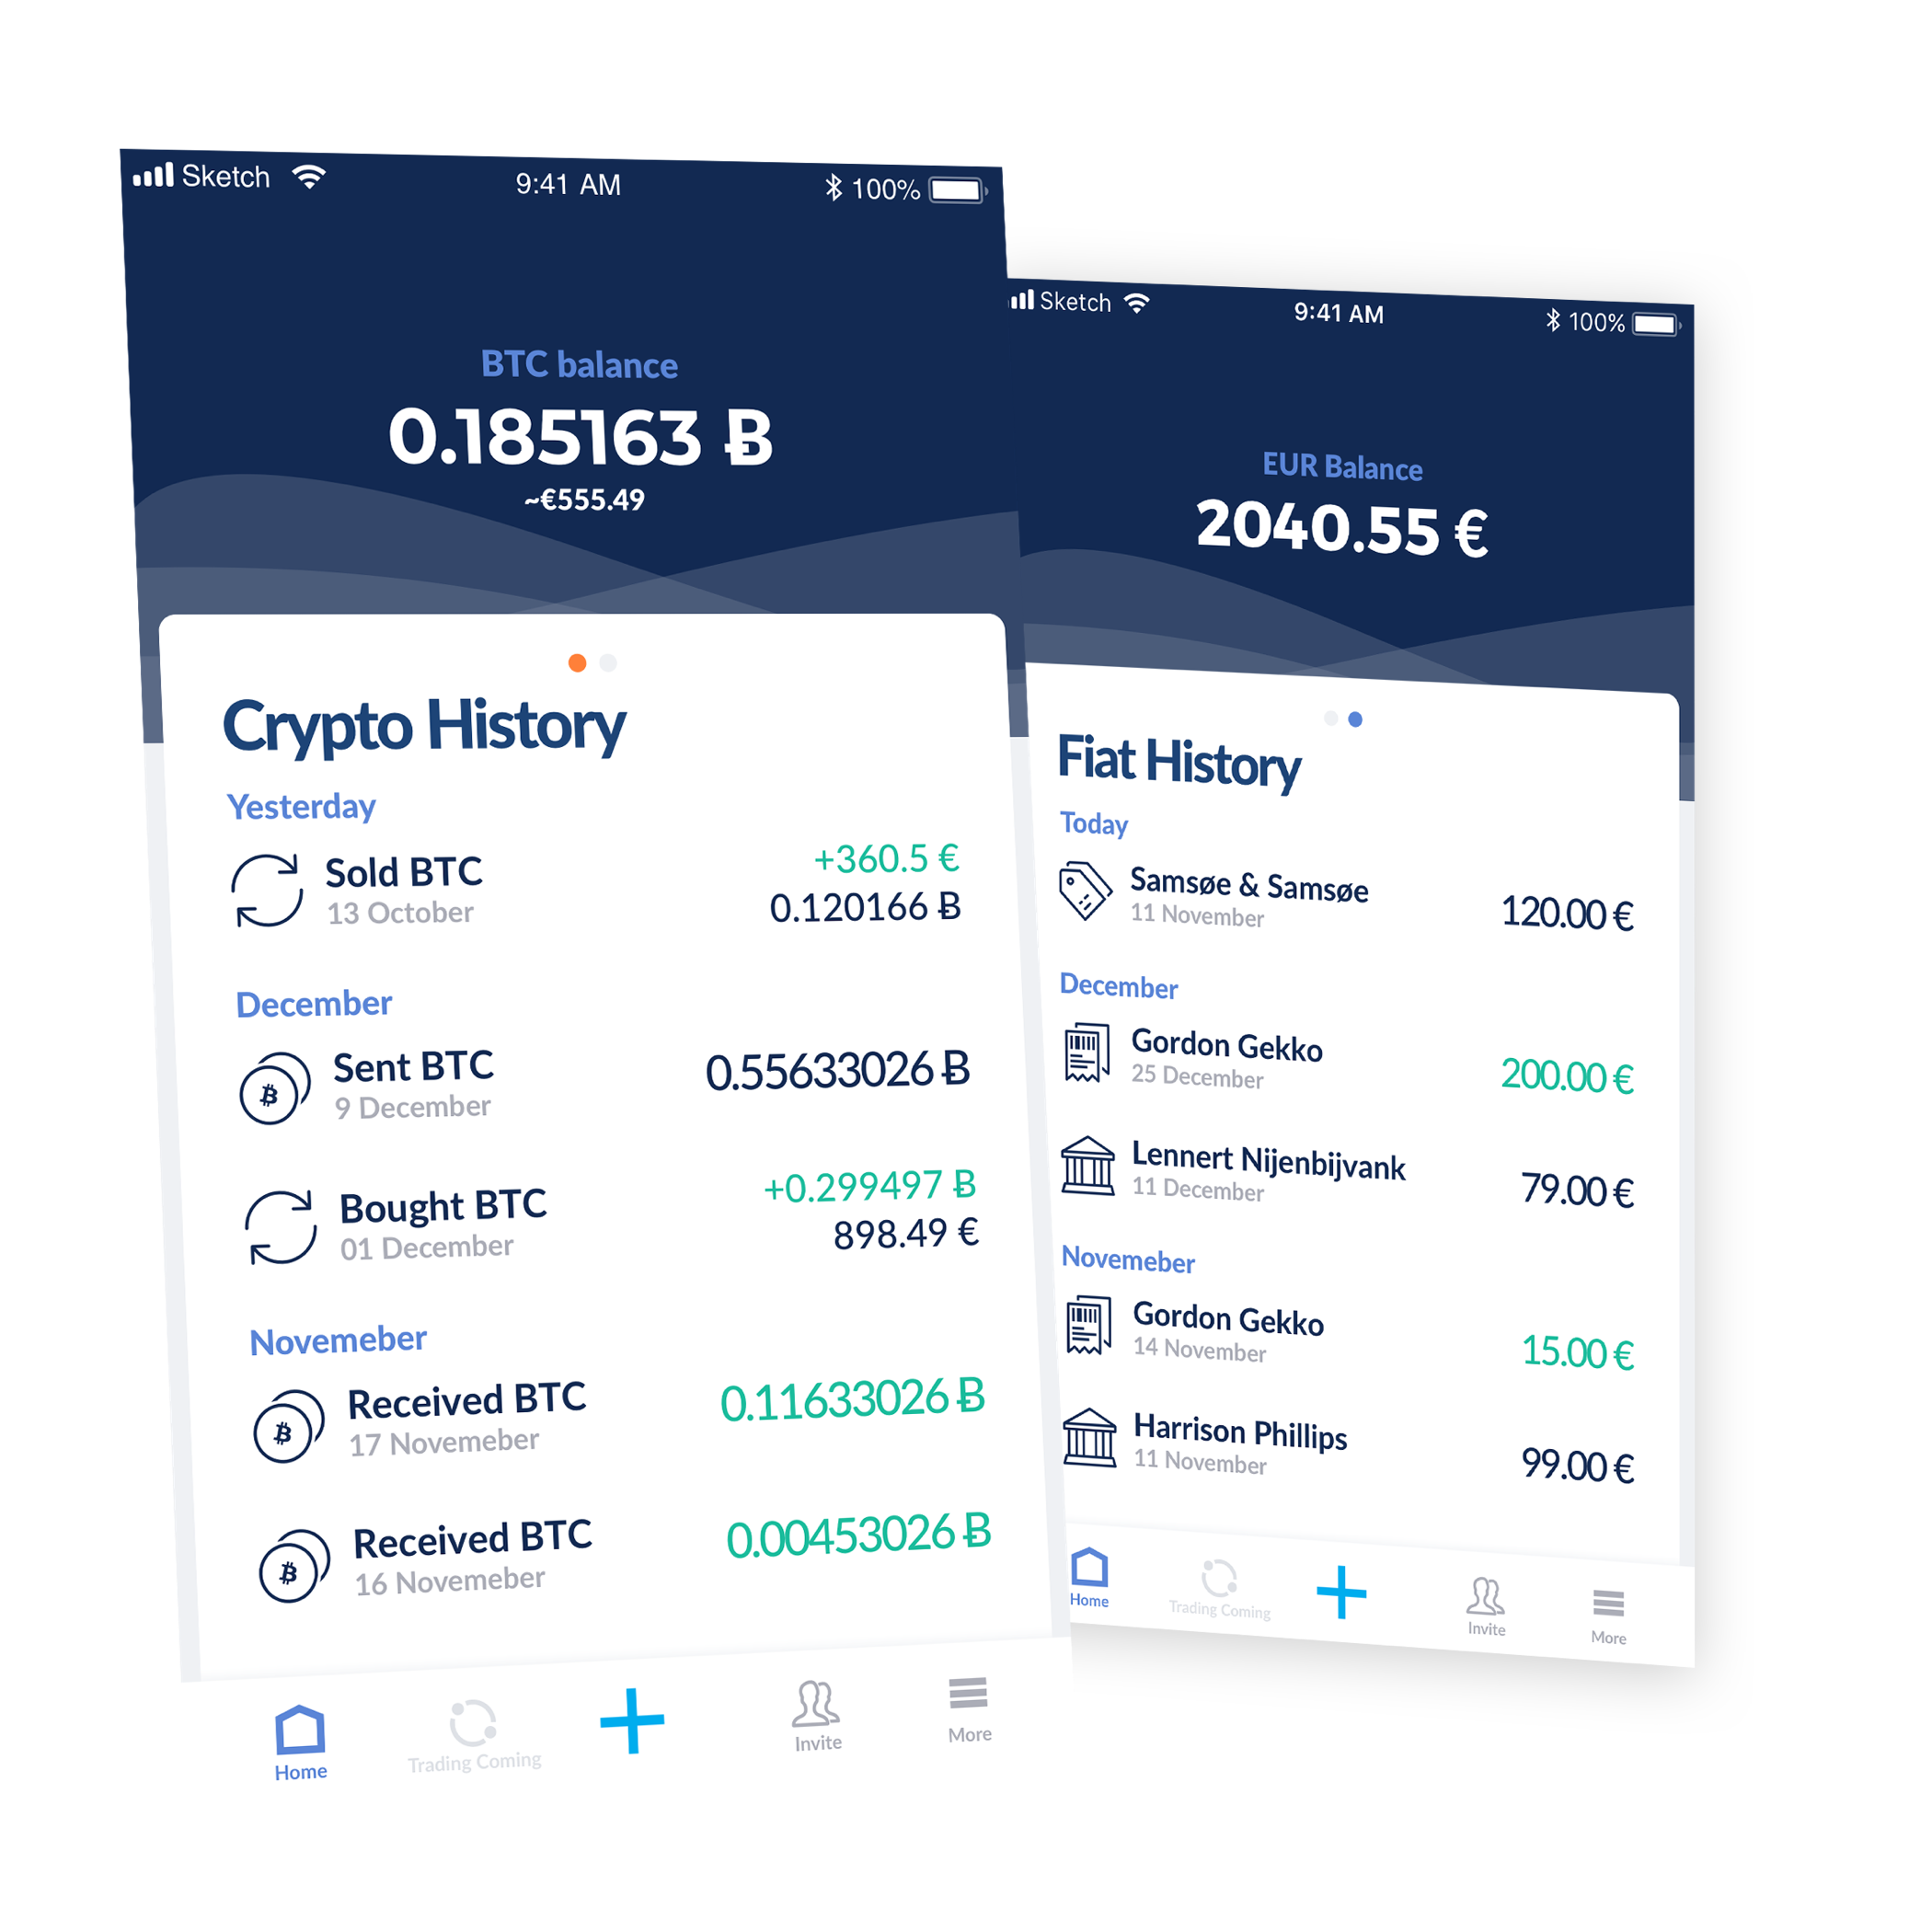 Sketch 9:41 AM 100%
BTC balance
0.185163 Ƀ
~€555.49
Crypto History
Yesterday
Sold BTC +360.5 €
13 October 0.120166 Ƀ
December
Sent BTC 0.55633026 Ƀ
9 December
Bought BTC +0.299497 Ƀ
01 December 898.49 €
Novemeber
Received BTC 0.11633026 Ƀ
17 Novemeber
Received BTC 0.00453026 Ƀ
16 Novemeber
Home Trading Coming Invite More
Sketch 9:41 AM 100%
EUR Balance
2040.55 €
Fiat History
Today
Samsøe & Samsøe 120.00 €
11 November
December
Gordon Gekko 200.00 €
25 December
Lennert Nijenbijvank 79.00 €
11 December
Novemeber
Gordon Gekko 15.00 €
14 November
Harrison Phillips 99.00 €
11 November
Home Trading Coming Invite More